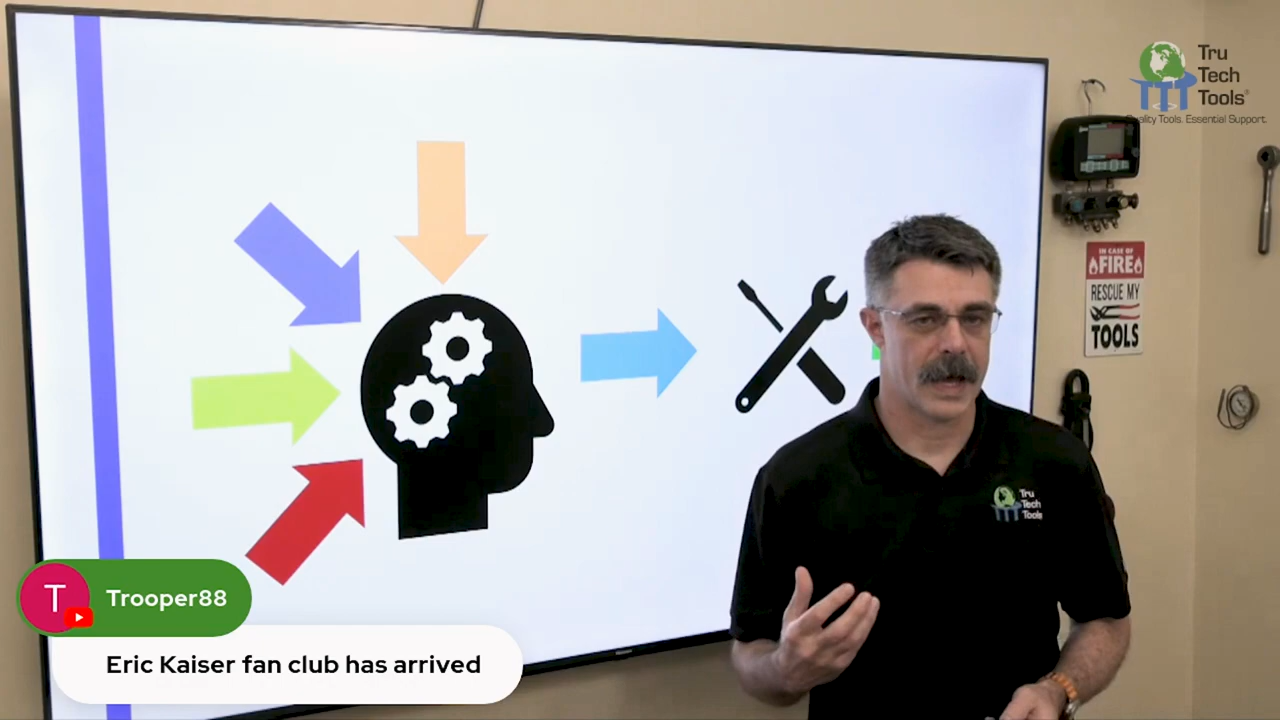 Tru
Tech
Tools®
Quality Tools. Essential Support.
IN CASE OF
FIRE
RESCUE MY
TOOLS
Tru
Tech
Tools
T
Trooper88
Eric Kaiser fan club has arrived